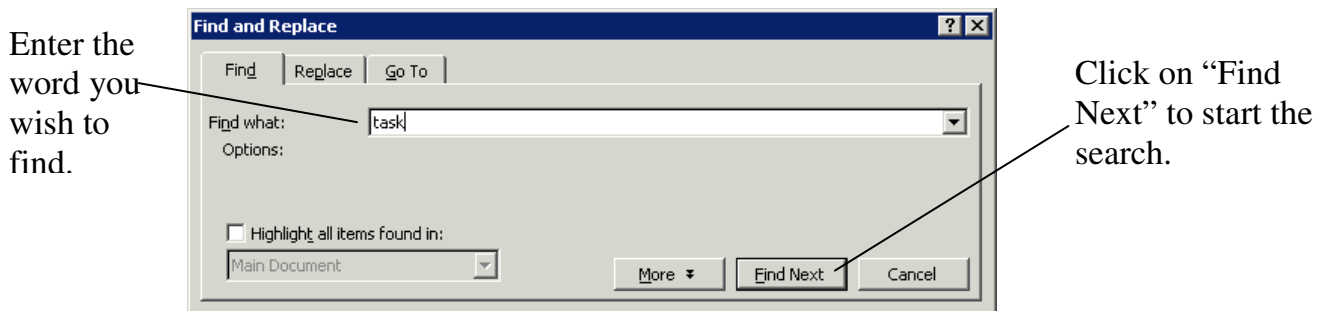 Enter the
word you
wish to
find.
Find and Replace
Find
Replace
Go To
Find what:
task
Options:
Highlight all items found in:
Main Document
More
Find Next
Cancel
Click on “Find
Next” to start the
search.